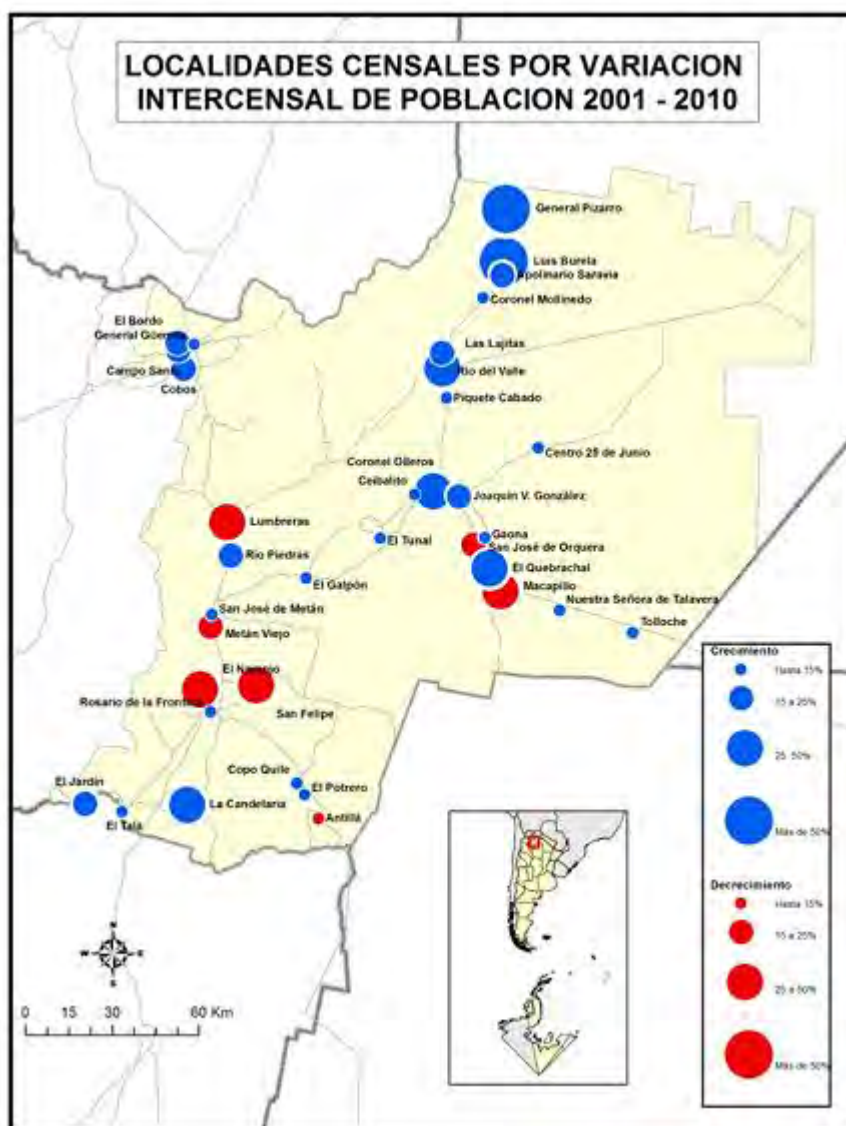 LOCALIDADES CENSALES POR VARIACION
INTERCENSAL DE POBLACION 2001 - 2010
General Pizarro
Luis Burela
Apolinario Saravia
Coronel Mollinedo
El Bordo
General Güemes
Las Lajitas
Campo Santo
Rio del Valle
Cobos
Piquete Cabado
Centro 25 de Junio
Coronel Olleros
Ceibalito
Joaquín V. González
Lumbreras
Gaona
El Tunal
San José de Orquera
Río Piedras
El Quebrachal
El Galpón
Macapillo
Nuestra Señora de Talavera
San José de Metán
Tolloche
Metán Viejo
El Naranjo
Rosario de la Frontera
San Felipe
Copo Quile
El Jardín
El Potrero
La Candelaria
El Tala
Antillá
Crecimiento
Hasta 15%
15 a 25%
25 50%
Más de 50%
Decrecimiento
Hasta 15%
15 a 25%
25 a 50%
Más de 50%
N
W E
S
0 15 30 60 Km